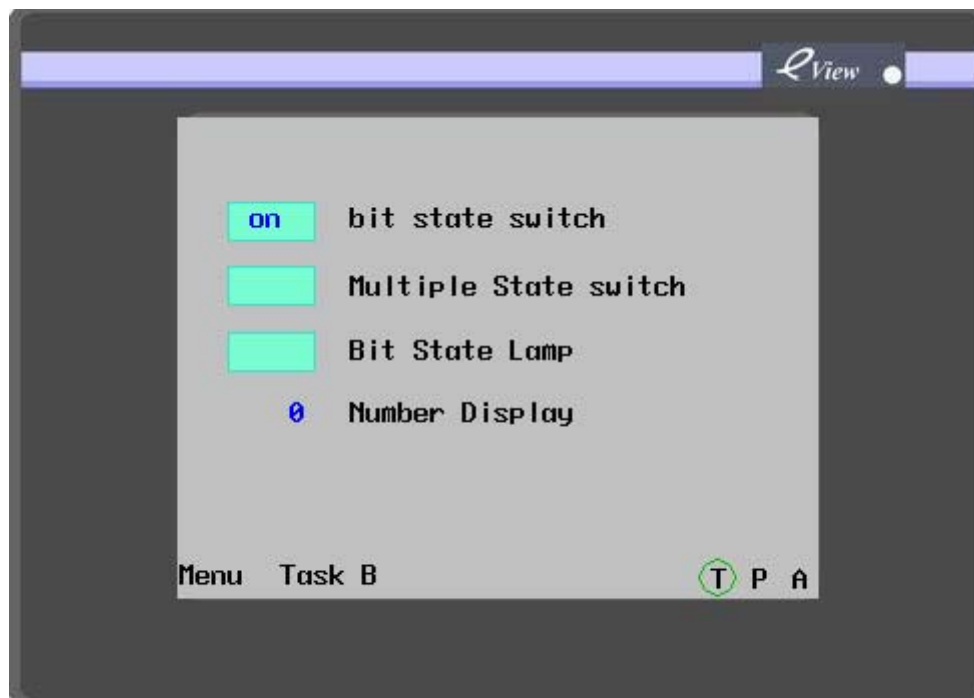 eView
on bit state switch
Multiple State switch
Bit State Lamp
0 Number Display
Menu Task B T P A